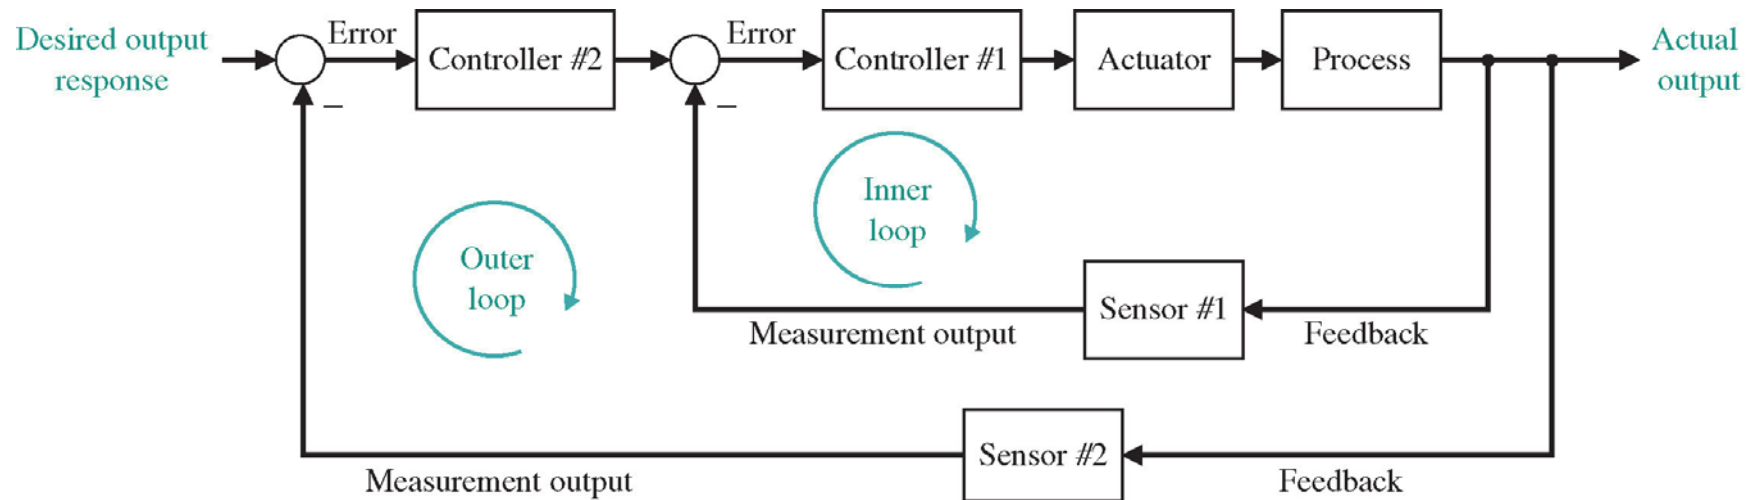 Desired output
response
Error
Controller #2
Error
Controller #1
Actuator
Process
Actual
output
–
–
Inner
loop
Outer
loop
Sensor #1
Measurement output
Feedback
Sensor #2
Measurement output
Feedback